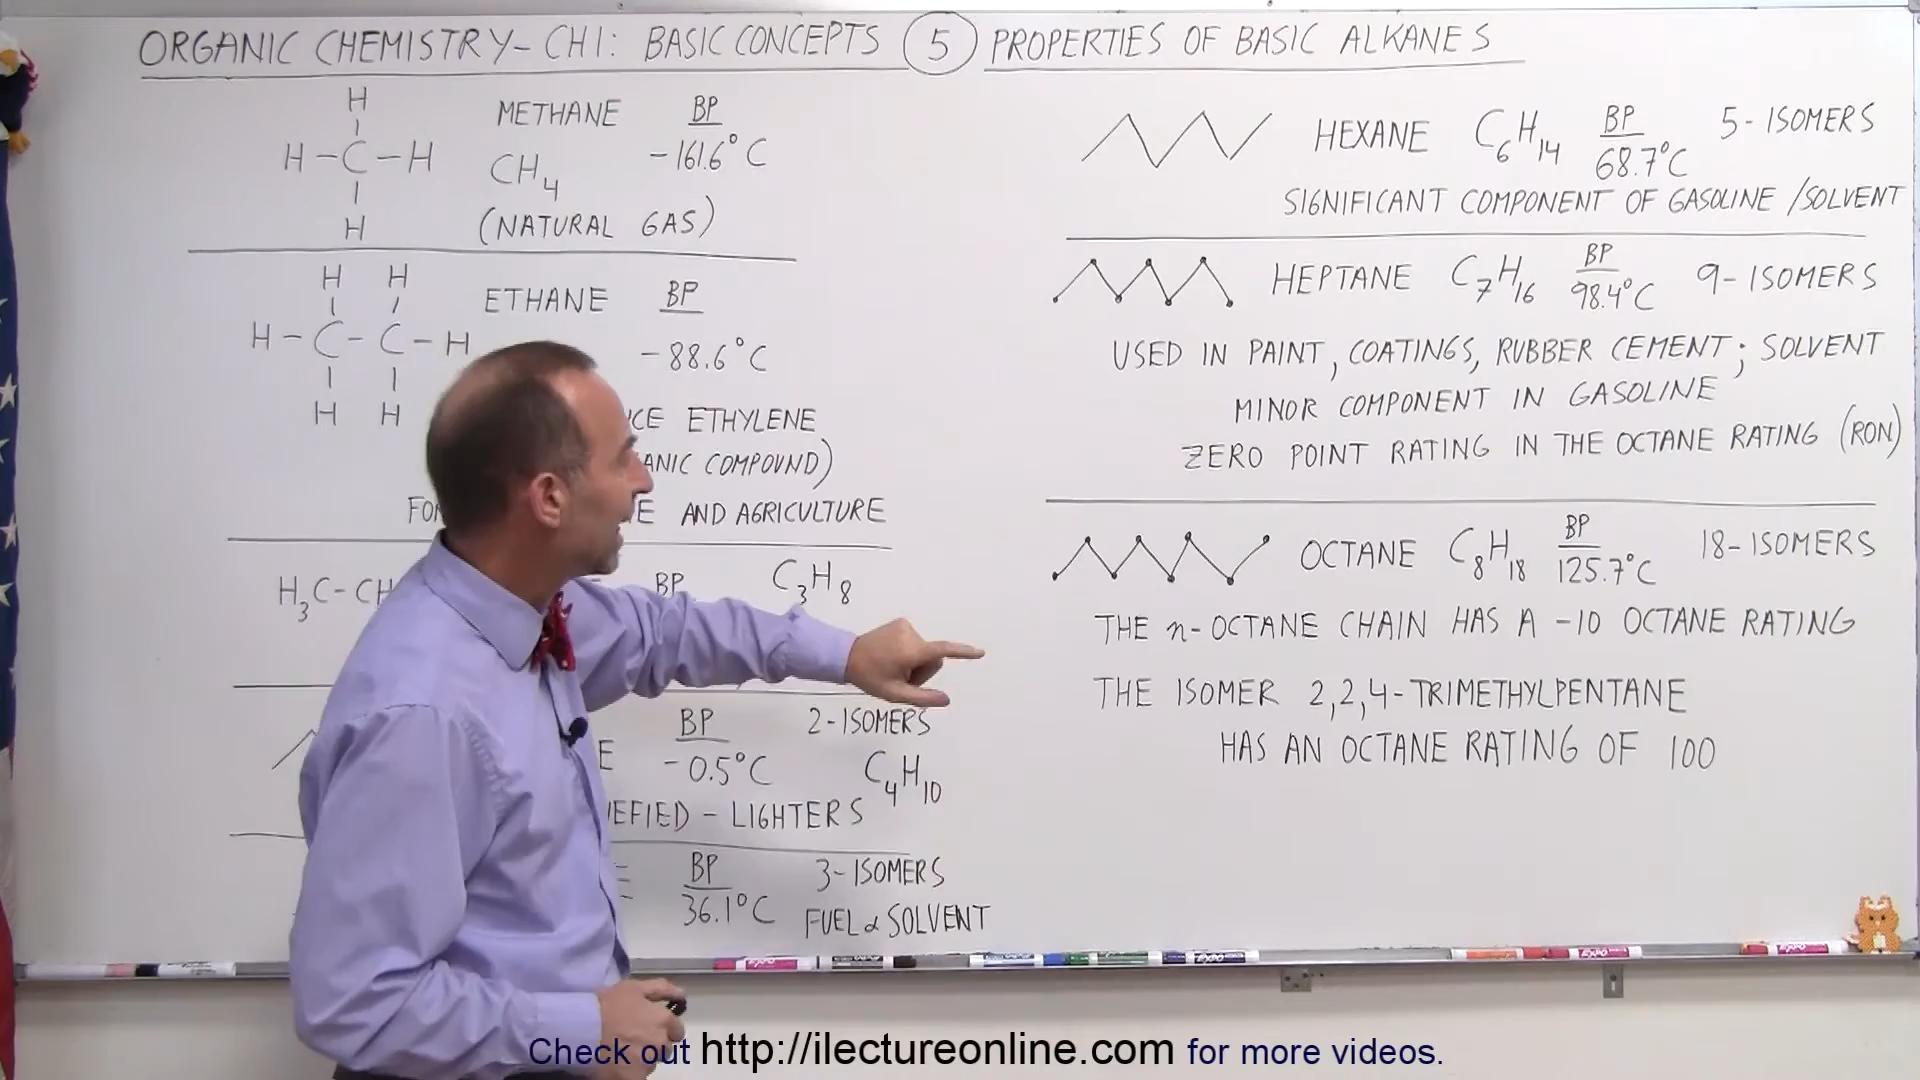 ORGANIC CHEMISTRY - CH1: BASIC CONCEPTS 5 PROPERTIES OF BASIC ALKANES
H
H - C - H
H
METHANE BP
CH4 -161.6°C
(NATURAL GAS)
H H
H - C - C - H
H H
ETHANE BP
-88.6°C
ETHYLENE
COMPOUND)
AND AGRICULTURE
H3C-CH
BP C3H8
BP 2-ISOMERS
-0.5°C C4H10
- LIGHTERS
BP 3-ISOMERS
36.1°C FUEL & SOLVENT
HEXANE C6H14 BP 68.7°C 5-ISOMERS
SIGNIFICANT COMPONENT OF GASOLINE /SOLVENT
HEPTANE C7H16 BP 98.4°C 9-ISOMERS
USED IN PAINT, COATINGS, RUBBER CEMENT; SOLVENT
MINOR COMPONENT IN GASOLINE
ZERO POINT RATING IN THE OCTANE RATING (RON)
OCTANE C8H18 BP 125.7°C 18-ISOMERS
THE n-OCTANE CHAIN HAS A -10 OCTANE RATING
THE ISOMER 2,2,4-TRIMETHYLPENTANE
HAS AN OCTANE RATING OF 100
Check out http://ilectureonline.com for more videos.